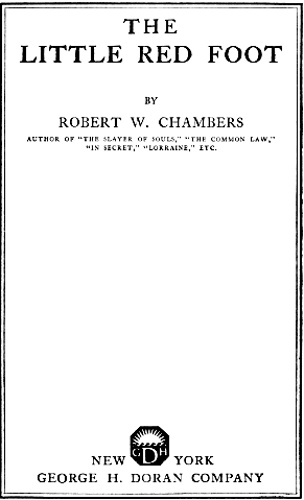 THE
LITTLE RED FOOT
BY
ROBERT W. CHAMBERS
AUTHOR OF "THE SLAYER OF SOULS," "THE COMMON LAW,"
"IN SECRET," "LORRAINE," ETC.
GDH
NEW YORK
GEORGE H. DORAN COMPANY